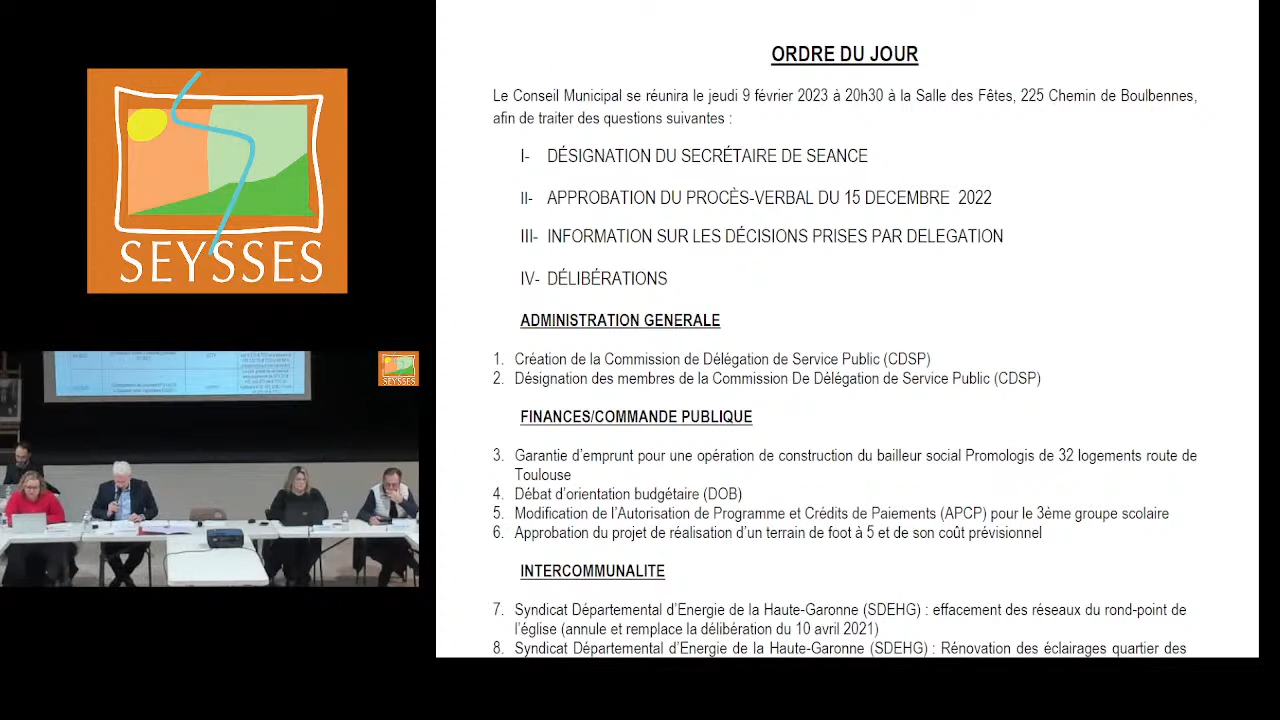 ORDRE DU JOUR
Le Conseil Municipal se réunira le jeudi 9 février 2023 à 20h30 à la Salle des Fêtes, 225 Chemin de Boulbennes,
afin de traiter des questions suivantes :
I- DÉSIGNATION DU SECRÉTAIRE DE SEANCE
II- APPROBATION DU PROCÈS-VERBAL DU 15 DECEMBRE 2022
III- INFORMATION SUR LES DÉCISIONS PRISES PAR DELEGATION
IV- DÉLIBÉRATIONS
ADMINISTRATION GENERALE
1. Création de la Commission de Délégation de Service Public (CDSP)
2. Désignation des membres de la Commission De Délégation de Service Public (CDSP)
FINANCES/COMMANDE PUBLIQUE
3. Garantie d'emprunt pour une opération de construction du bailleur social Promologis de 32 logements route de
Toulouse
4. Débat d'orientation budgétaire (DOB)
5. Modification de l'Autorisation de Programme et Crédits de Paiements (APCP) pour le 3ème groupe scolaire
6. Approbation du projet de réalisation d'un terrain de foot à 5 et de son coût prévisionnel
INTERCOMMUNALITE
7. Syndicat Départemental d'Energie de la Haute-Garonne (SDEHG) : effacement des réseaux du rond-point de
l'église (annule et remplace la délibération du 10 avril 2021)
8. Syndicat Départemental d'Energie de la Haute-Garonne (SDEHG) : Rénovation des éclairages quartier des
SEYSSES
SEYSSES